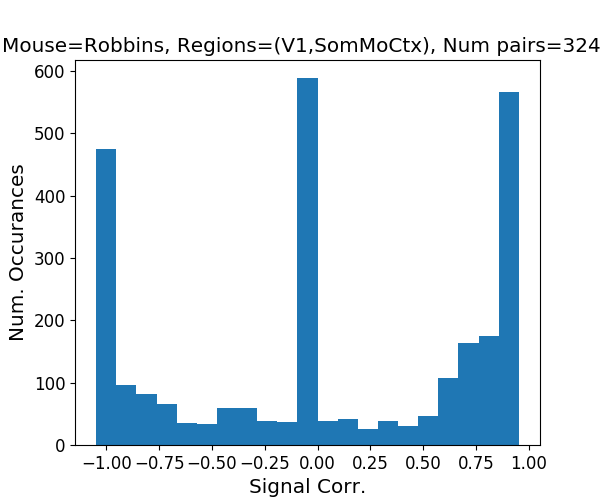 Mouse=Robbins, Regions=(V1,SomMoCtx), Num pairs=324
600
500
400
300
200
100
0
Num. Occurances
−1.00 −0.75 −0.50 −0.25 0.00 0.25 0.50 0.75 1.00
Signal Corr.